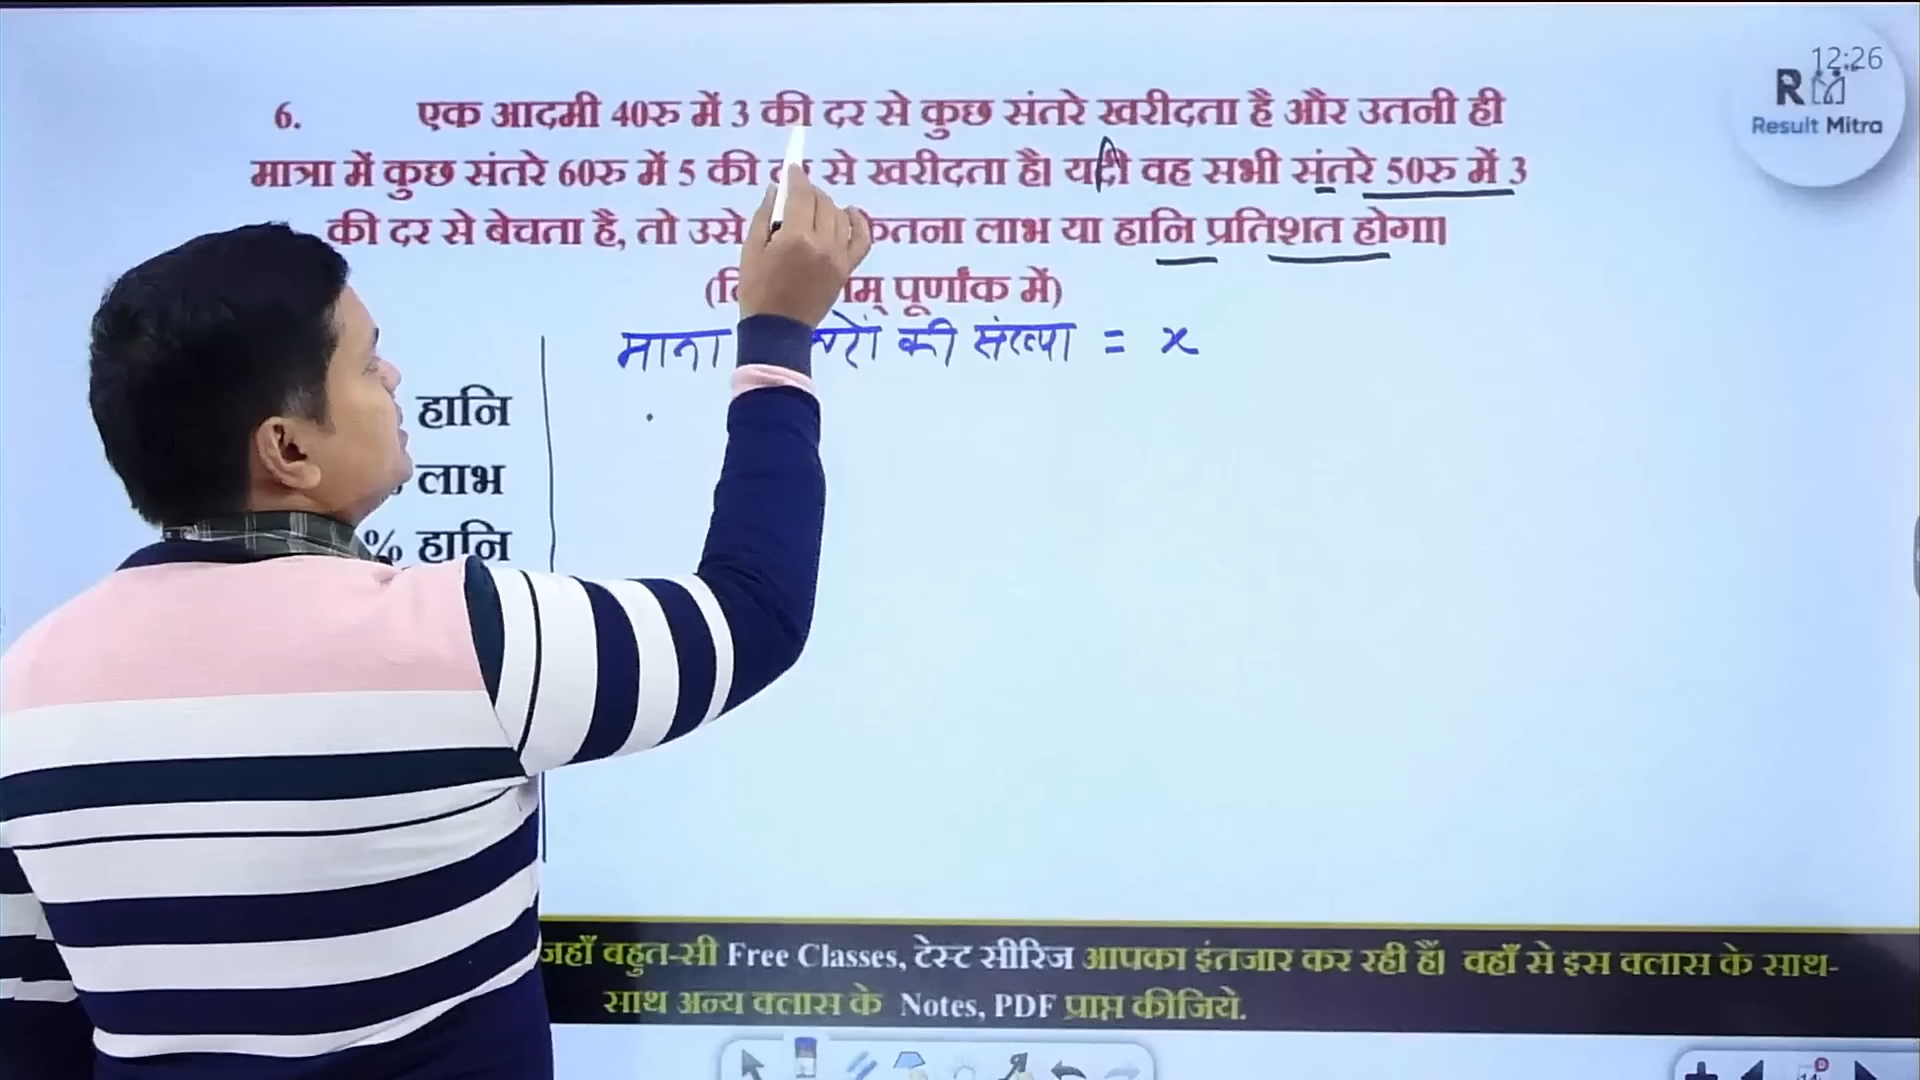 12:26
R
Result Mitra
6. एक आदमी 40रु में 3 की दर से कुछ संतरे खरीदता है और उतनी ही
मात्रा में कुछ संतरे 60रु में 5 की से खरीदता है। यदी वह सभी संतरे 50रु में 3
की दर से बेचता है, तो उसे लाभ या हानि प्रतिशत होगा।
पूर्णांक में)
माना की संख्या = x
हानि
लाभ
% हानि
जहाँ बहुत-सी Free Classes, टेस्ट सीरिज आपका इंतजार कर रही हैं। वहाँ से इस क्लास के साथ-
साथ अन्य क्लास के Notes, PDF प्राप्त कीजिये.